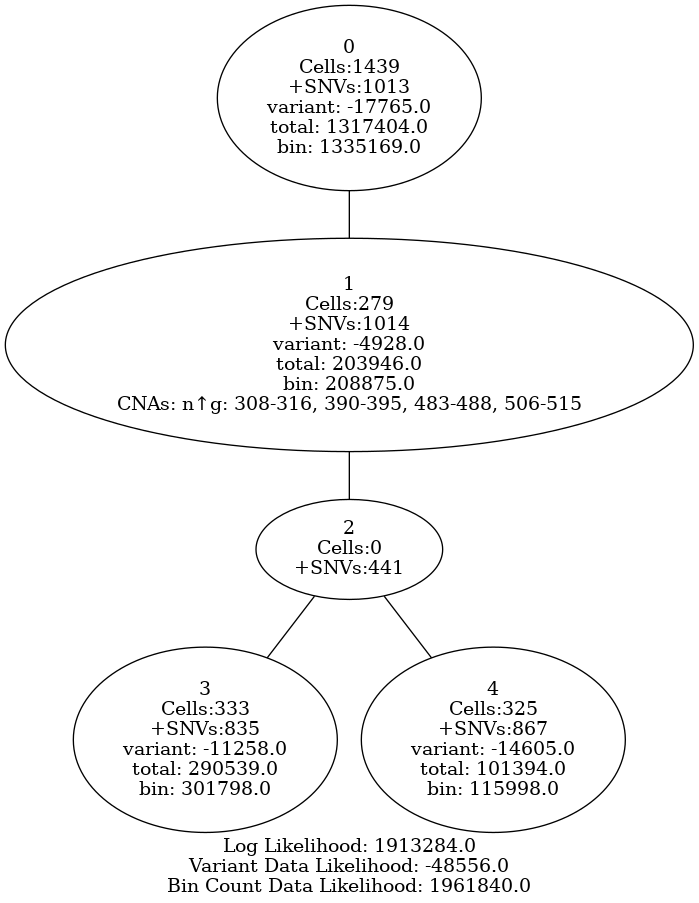 0
Cells:1439
+SNVs:1013
variant: -17765.0
total: 1317404.0
bin: 1335169.0
1
Cells:279
+SNVs:1014
variant: -4928.0
total: 203946.0
bin: 208875.0
CNAs: n↑g: 308-316, 390-395, 483-488, 506-515
2
Cells:0
+SNVs:441
3
Cells:333
+SNVs:835
variant: -11258.0
total: 290539.0
bin: 301798.0
4
Cells:325
+SNVs:867
variant: -14605.0
total: 101394.0
bin: 115998.0
Log Likelihood: 1913284.0
Variant Data Likelihood: -48556.0
Bin Count Data Likelihood: 1961840.0